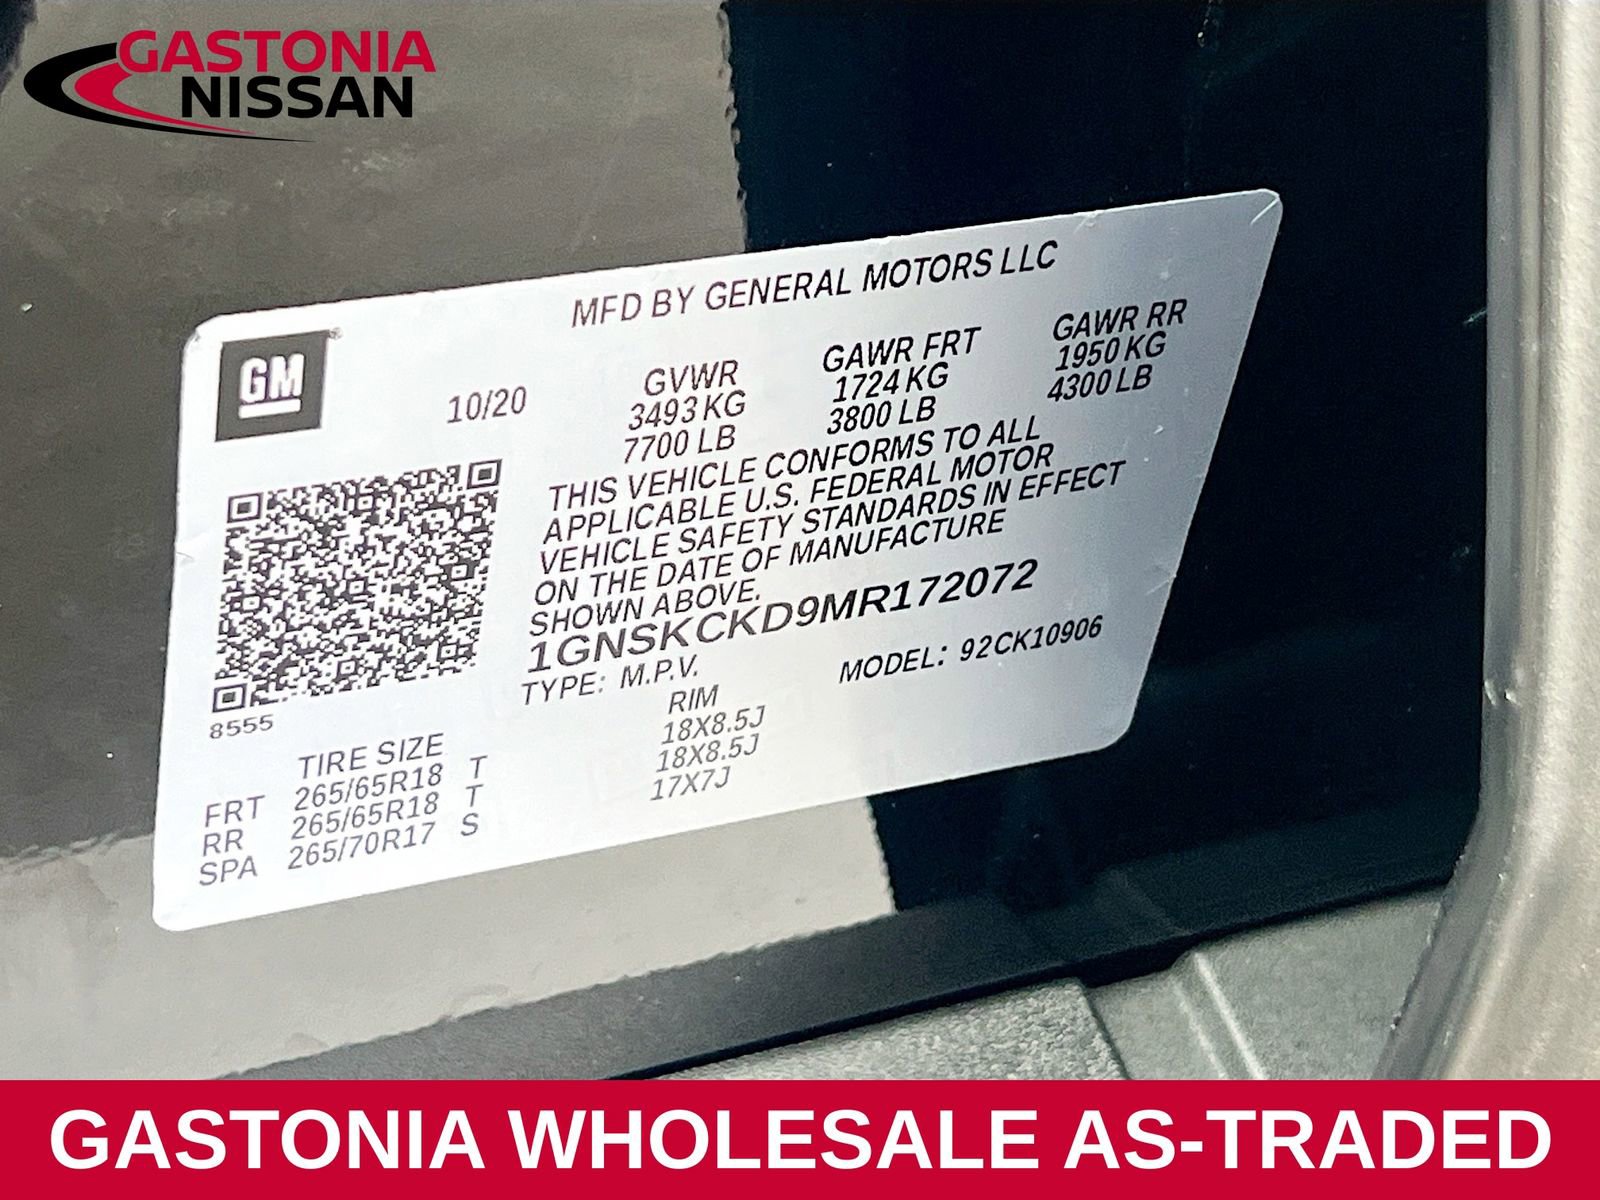 GASTONIA
NISSAN
MFD BY GENERAL MOTORS LLC
GM
10/20
GVWR
3493 KG
7700 LB
GAWR FRT
1724 KG
3800 LB
GAWR RR
1950 KG
4300 LB
THIS VEHICLE CONFORMS TO ALL
APPLICABLE U.S. FEDERAL MOTOR
VEHICLE SAFETY STANDARDS IN EFFECT
ON THE DATE OF MANUFACTURE
SHOWN ABOVE.
1GNSKCKD9MR172072
TYPE: M.P.V. MODEL: 92CK10906
8555
TIRE SIZE RIM
FRT 265/65R18 T 18X8.5J
RR 265/65R18 T 18X8.5J
SPA 265/70R17 S 17X7J
GASTONIA WHOLESALE AS-TRADED